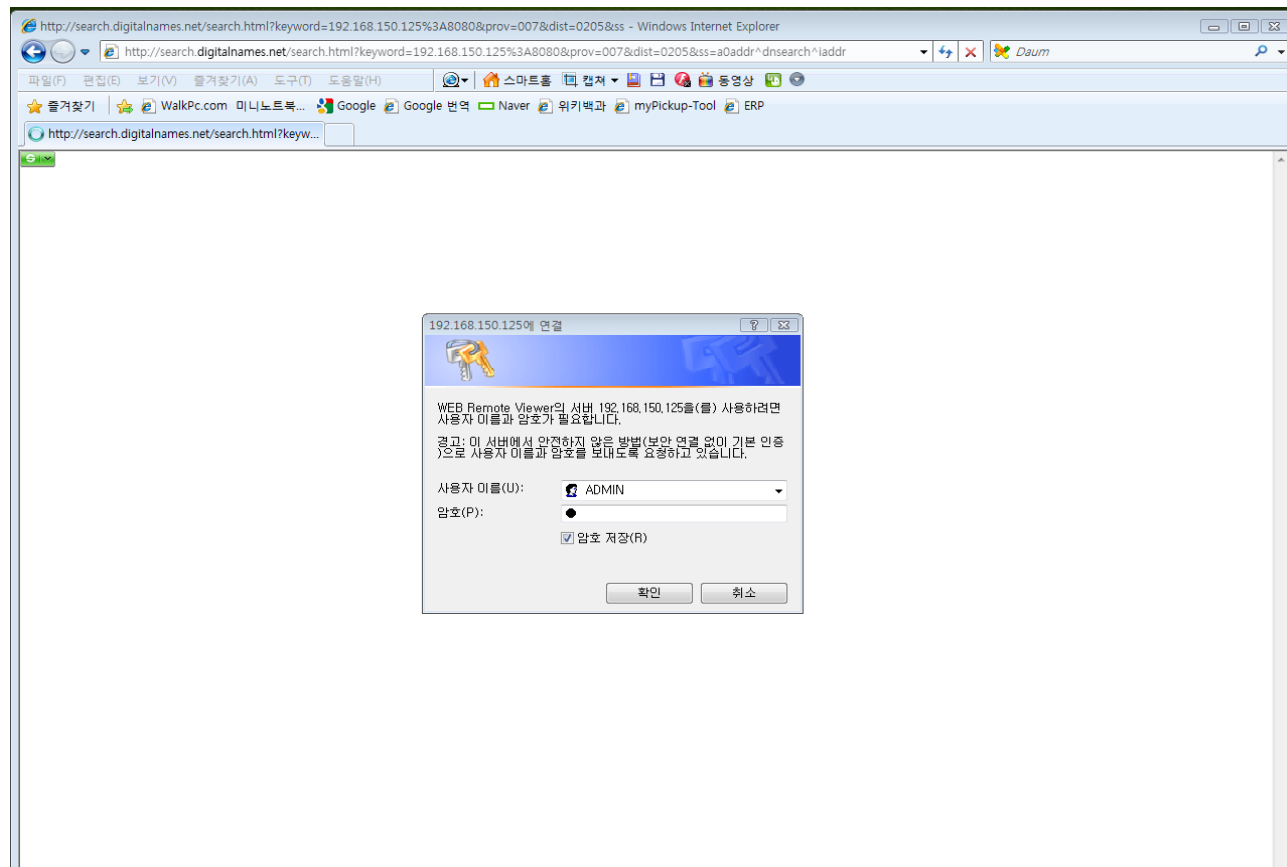 http://search.digitalnames.net/search.html?keyword=192.168.150.125%3A8080&prov=007&dist=0205&ss - Windows Internet Explorer
http://search.digitalnames.net/search.html?keyword=192.168.150.125%3A8080&prov=007&dist=0205&ss=a0addr^dnsearch^iaddr Daum
파일(F) 편집(E) 보기(V) 즐겨찾기(A) 도구(T) 도움말(H) 스마트홈 캡쳐 동영상
즐겨찾기 WalkPc.com 미니노트북... Google Google 번역 Naver 위키백과 myPickup-Tool ERP
http://search.digitalnames.net/search.html?keyw...
192.168.150.125에 연결
WEB Remote Viewer의 서버 192.168.150.125을(를) 사용하려면
사용자 이름과 암호가 필요합니다.
경고: 이 서버에서 안전하지 않은 방법(보안 연결 없이 기본 인증
)으로 사용자 이름과 암호를 보내도록 요청하고 있습니다.
사용자 이름(U): ADMIN
암호(P): ●
암호 저장(R)
확인 취소